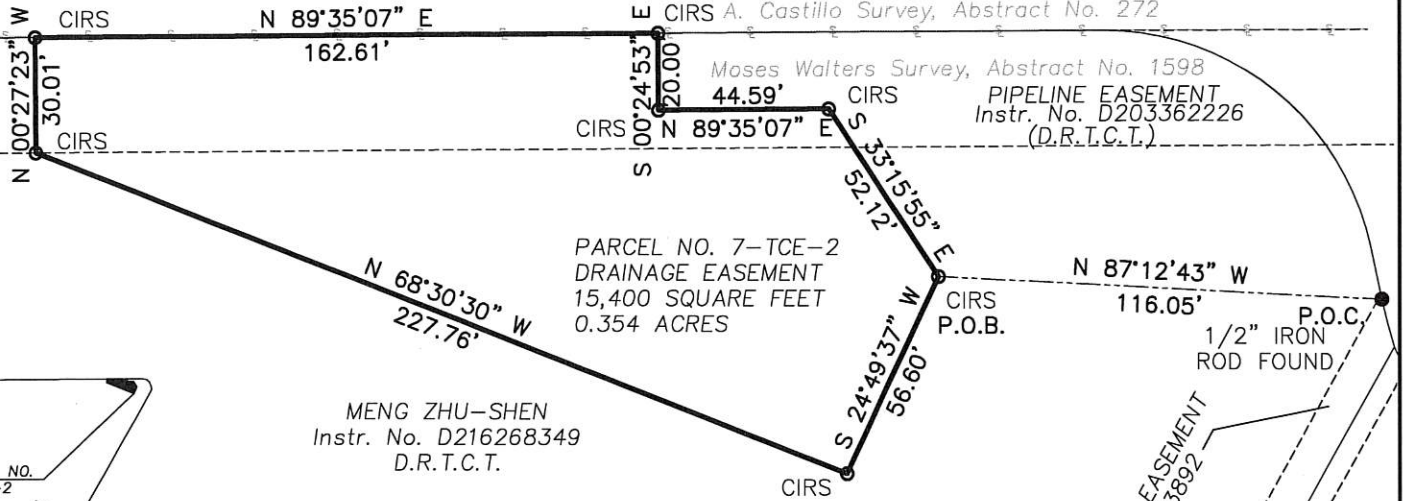 N 89°35'07" E
162.61'
CIRS
CIRS
A. Castillo Survey, Abstract No. 272
N 00°27'23" W
30.01'
S 00°24'53" E
20.00'
Moses Walters Survey, Abstract No. 1598
44.59'
N 89°35'07" E
CIRS
CIRS
CIRS
PIPELINE EASEMENT
Instr. No. D203362226
(D.R.T.C.T.)
S 33°15'55" E
52.12'
PARCEL NO. 7-TCE-2
DRAINAGE EASEMENT
15,400 SQUARE FEET
0.354 ACRES
N 68°30'30" W
227.76'
S 24°49'37" W
56.60'
CIRS
P.O.B.
N 87°12'43" W
116.05'
P.O.C.
1/2" IRON
ROD FOUND
MENG ZHU-SHEN
Instr. No. D216268349
D.R.T.C.T.
CIRS
EASEMENT
3892
NO.
-2